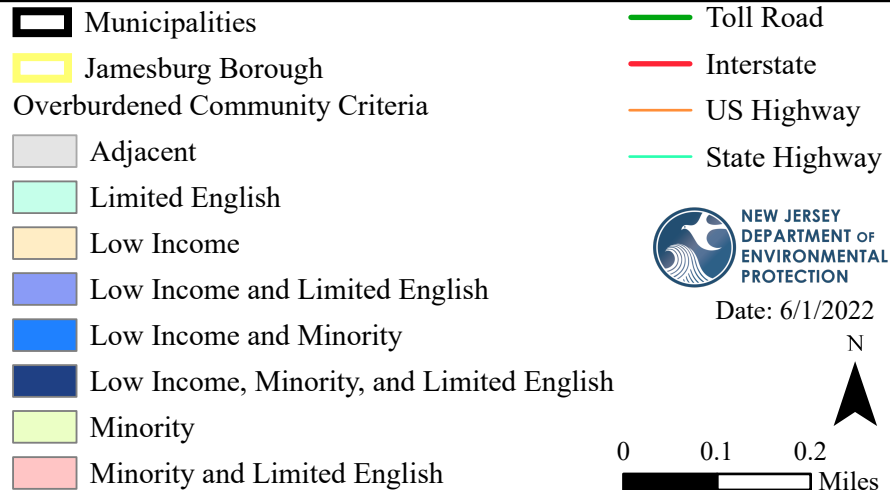 Municipalities
Jamesburg Borough
Overburdened Community Criteria
Adjacent
Limited English
Low Income
Low Income and Limited English
Low Income and Minority
Low Income, Minority, and Limited English
Minority
Minority and Limited English
Toll Road
Interstate
US Highway
State Highway
NEW JERSEY
DEPARTMENT OF
ENVIRONMENTAL
PROTECTION
Date: 6/1/2022
N
0 0.1 0.2
Miles